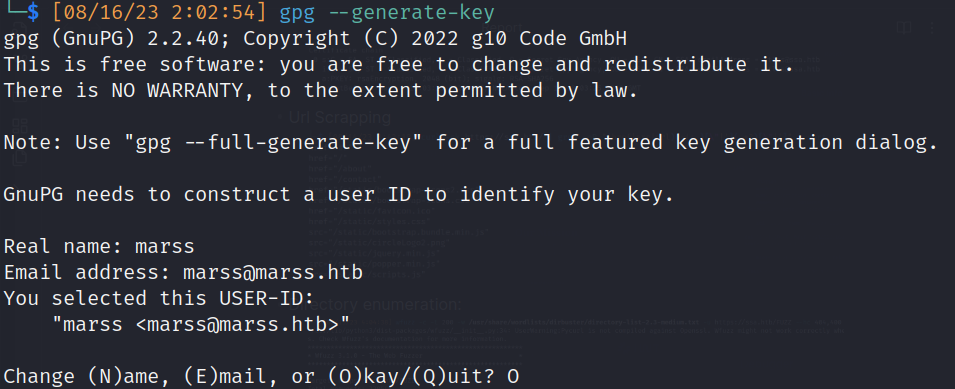 └─$ [08/16/23 2:02:54] gpg --generate-key
gpg (GnuPG) 2.2.40; Copyright (C) 2022 g10 Code GmbH
This is free software: you are free to change and redistribute it.
There is NO WARRANTY, to the extent permitted by law.
Note: Use "gpg --full-generate-key" for a full featured key generation dialog.
GnuPG needs to construct a user ID to identify your key.
Real name: marss
Email address: marss@marss.htb
You selected this USER-ID:
"marss <marss@marss.htb>"
Change (N)ame, (E)mail, or (O)kay/(Q)uit? O
Url Scrapping
Directory enumeration: